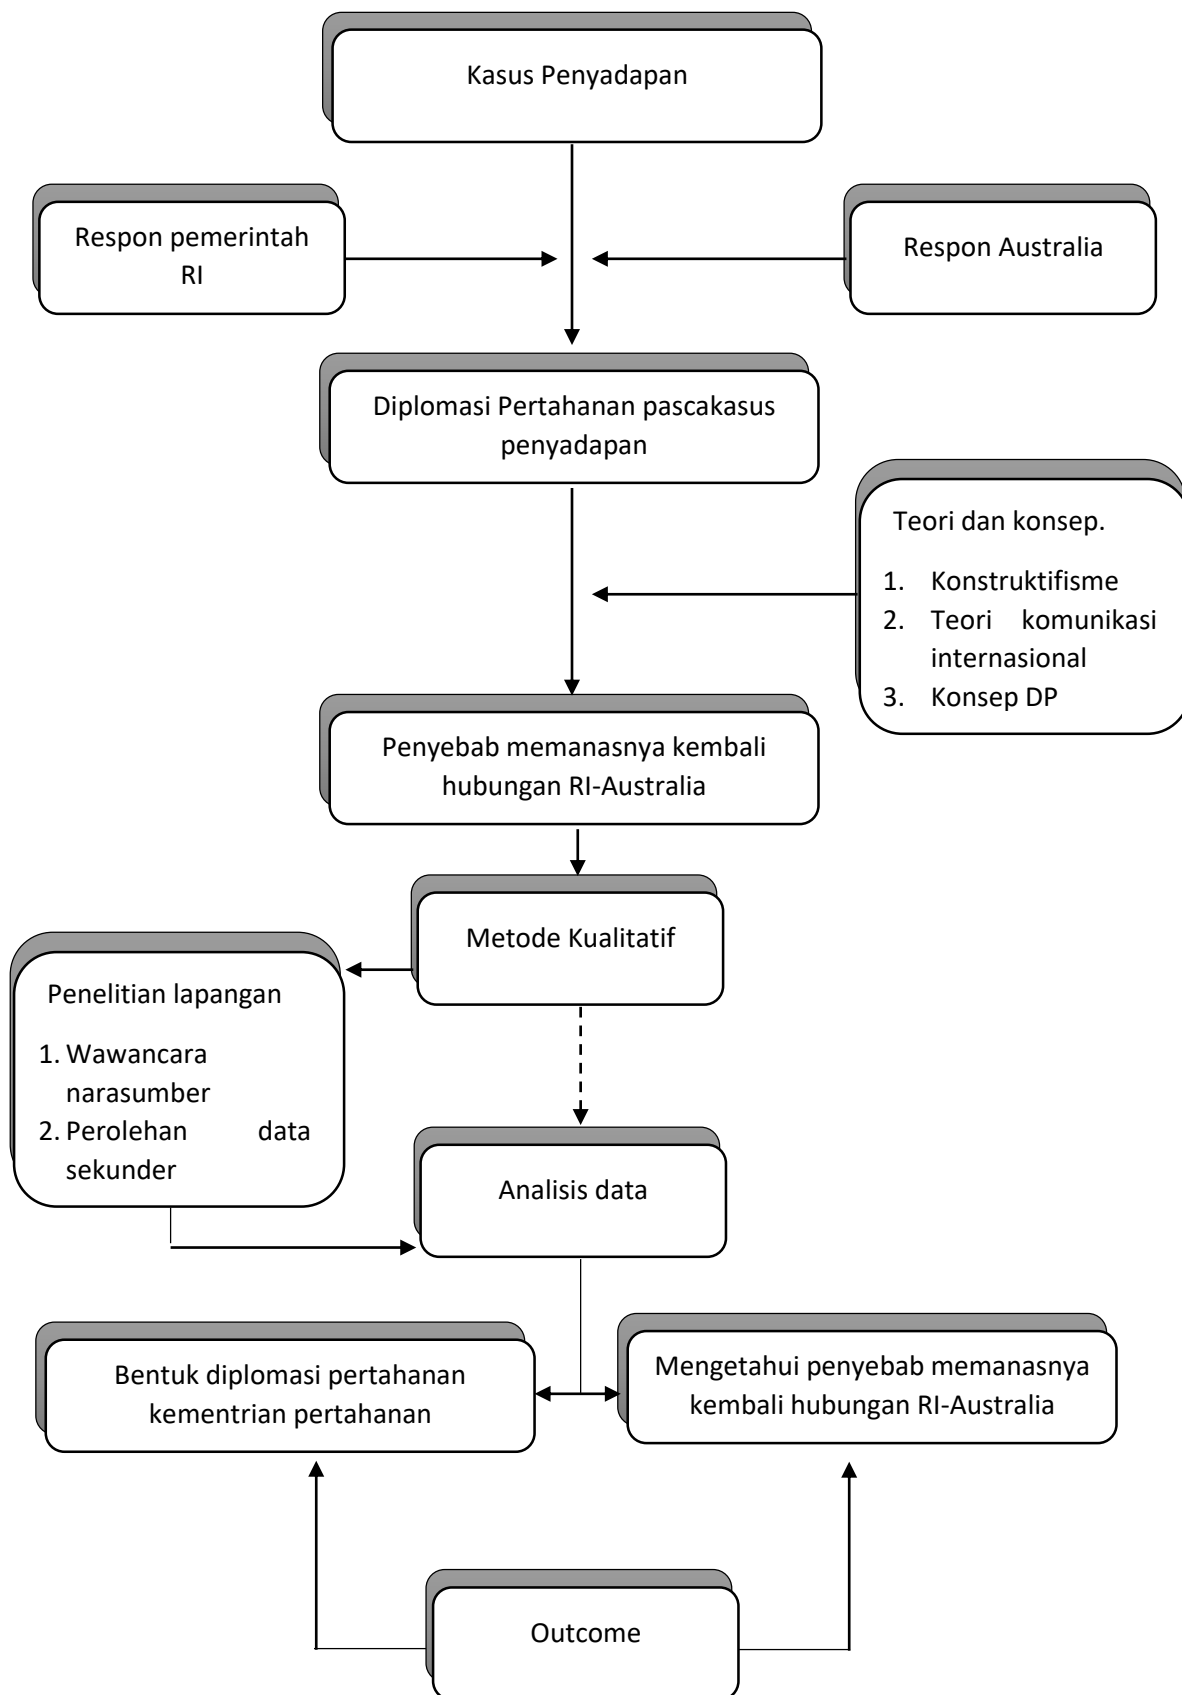 Kasus Penyadapan
Respon pemerintah
RI
Respon Australia
Diplomasi Pertahanan pascakasus
penyadapan
Teori dan konsep.
1. Konstruktifisme
2. Teori komunikasi
internasional
3. Konsep DP
Penyebab memanasnya kembali
hubungan RI-Australia
Metode Kualitatif
Penelitian lapangan
1. Wawancara
narasumber
2. Perolehan data
sekunder
Analisis data
Bentuk diplomasi pertahanan
kementrian pertahanan
Mengetahui penyebab memanasnya
kembali hubungan RI-Australia
Outcome